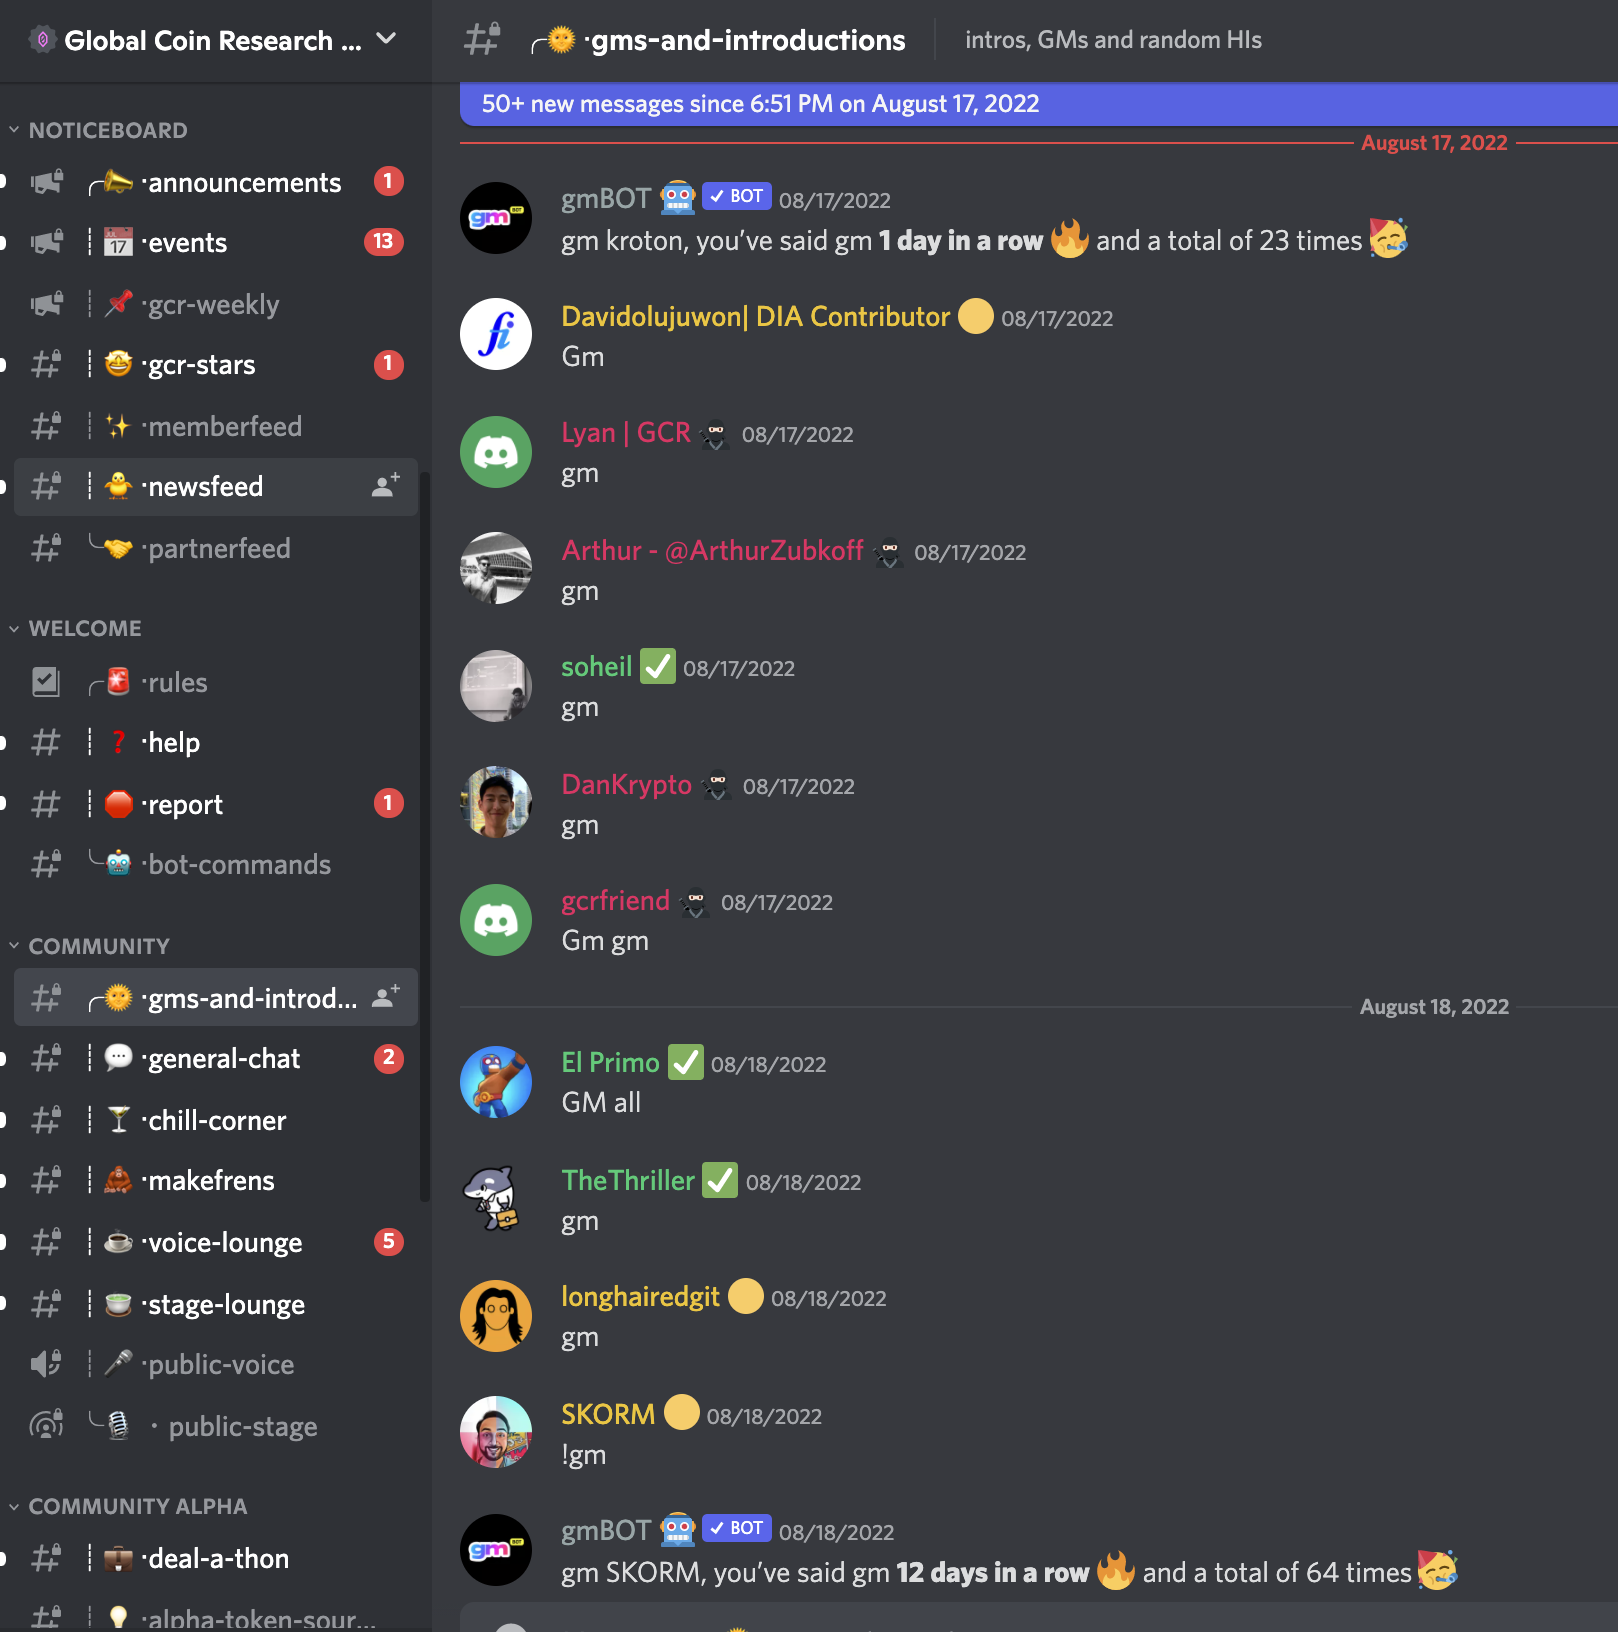 Global Coin Research ...
NOTICEBOARD
·announcements
1
·events
13
·gcr-weekly
·gcr-stars
1
·memberfeed
·newsfeed
·partnerfeed
WELCOME
·rules
·help
·report
1
·bot-commands
COMMUNITY
·gms-and-introd...
·general-chat
2
·chill-corner
·makefrens
·voice-lounge
5
·stage-lounge
·public-voice
· public-stage
COMMUNITY ALPHA
·deal-a-thon
·alpha-token-sour...
·gms-and-introductions
intros, GMs and random HIs
50+ new messages since 6:51 PM on August 17, 2022
August 17, 2022
gmBOT 🤖 ✓ BOT 08/17/2022
gm kroton, you’ve said gm 1 day in a row 🔥 and a total of 23 times 🥳
Davidolujuwon| DIA Contributor 08/17/2022
Gm
Lyan | GCR 08/17/2022
gm
Arthur - @ArthurZubkoff 08/17/2022
gm
soheil ✅ 08/17/2022
gm
DanKrypto 08/17/2022
gm
gcrfriend 08/17/2022
Gm gm
August 18, 2022
El Primo ✅ 08/18/2022
GM all
TheThriller ✅ 08/18/2022
gm
longhairedgit 08/18/2022
gm
SKORM 08/18/2022
!gm
gmBOT 🤖 ✓ BOT 08/18/2022
gm SKORM, you’ve said gm 12 days in a row 🔥 and a total of 64 times 🥳